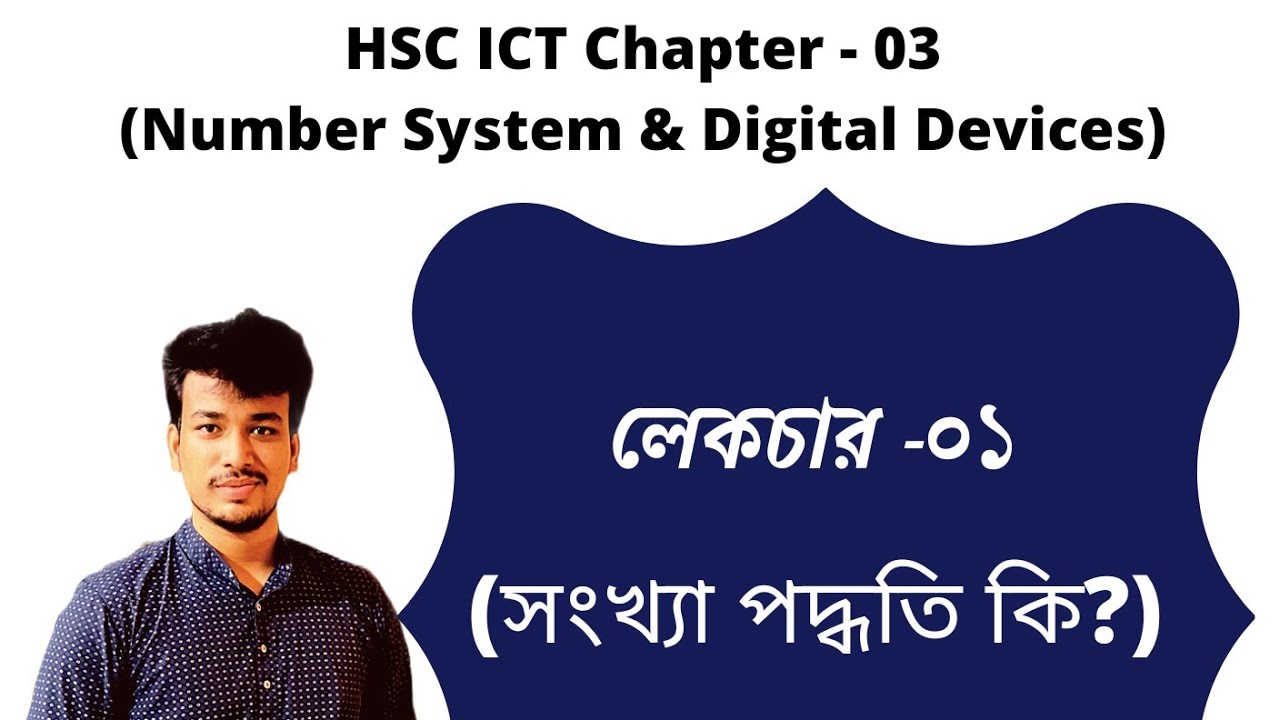 HSC ICT Chapter - 03
(Number System & Digital Devices)
লেকচার -০১
(সংখ্যা পদ্ধতি কি?)